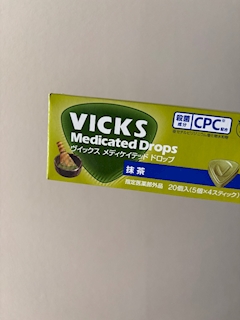 VICKS
Medicated Drops
ヴイックス メディケイテッド ドロップ
殺菌
成分
CPC
配合
抹茶
指定医薬部外品
20個入(5個×4スティック)